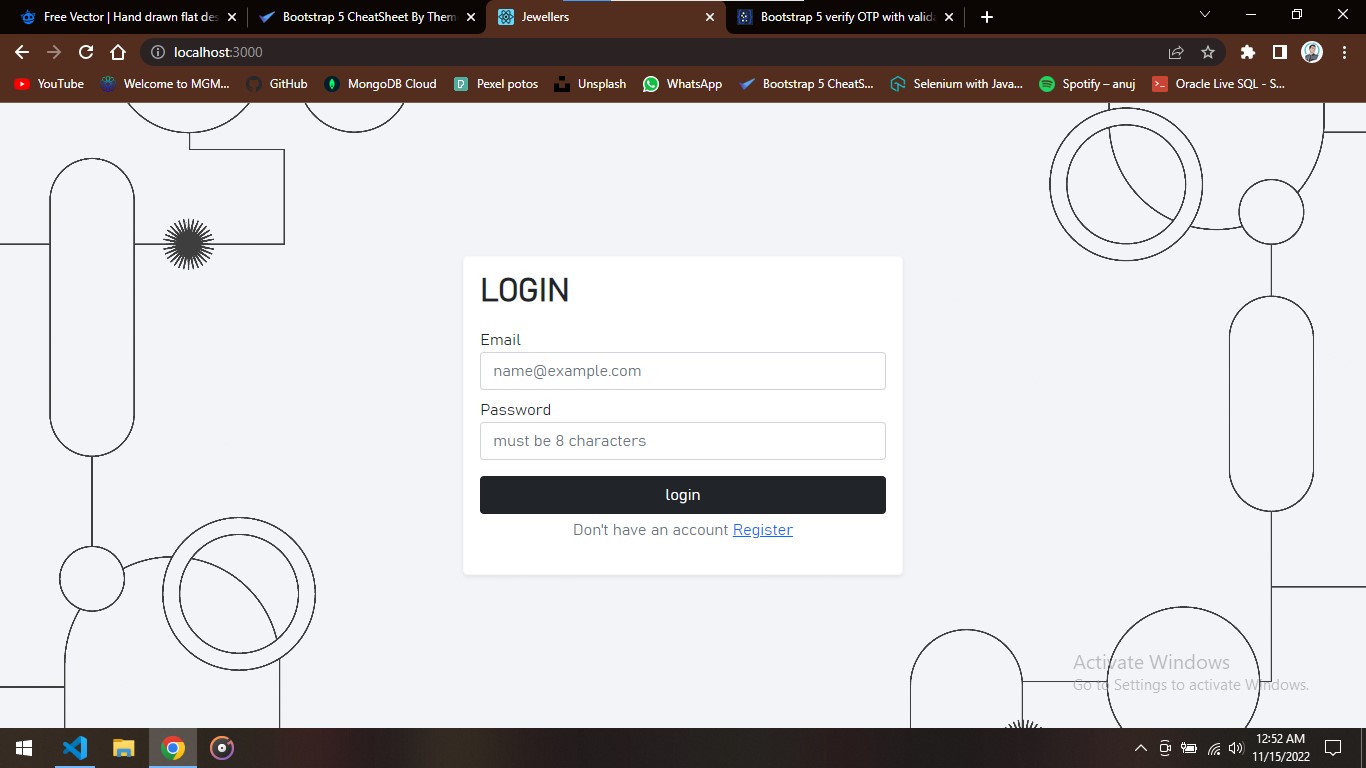 Free Vector | Hand drawn flat des
Bootstrap 5 CheatSheet By Them
Jewellers
Bootstrap 5 verify OTP with valida
localhost:3000
YouTube
Welcome to MGM...
GitHub
MongoDB Cloud
Pexel potos
Unsplash
WhatsApp
Bootstrap 5 CheatS...
Selenium with Java...
Spotify – anuj
Oracle Live SQL - S...
LOGIN
Email
name@example.com
Password
must be 8 characters
login
Don't have an account Register
Activate Windows
Go to Settings to activate Windows.
12:52 AM
11/15/2022